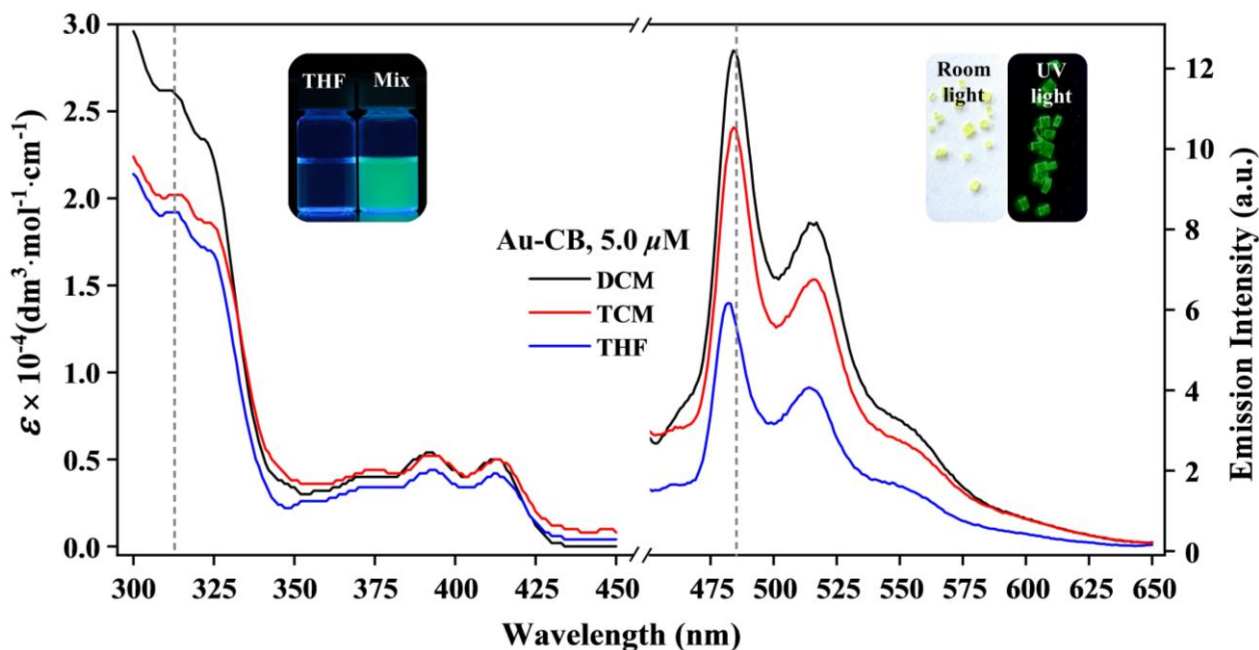 3.0
2.5
2.0
1.5
1.0
0.5
0.0
ε × 10⁻⁴(dm³·mol⁻¹·cm⁻¹)
THF Mix
Room light
UV light
Au-CB, 5.0 μM
DCM
TCM
THF
12
10
8
6
4
2
0
Emission Intensity (a.u.)
300 325 350 375 400 425 450 475 500 525 550 575 600 625 650
Wavelength (nm)